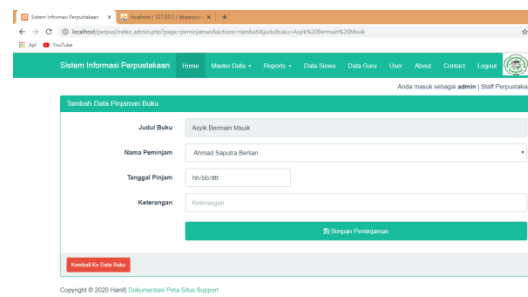 Sistem Informasi Perpustakaan
localhost / 127.0.0.1 / dbperpus
localhost/perpus/index_admin.php?page=peminjaman&actions=tambah&judulbuku=Asyik%20Bermain%20Msuik
Apl YouTube
Sistem Informasi Perpustakaan Home Master Data Reports Data Siswa Data Guru User About Contact Logout
Anda masuk sebagai admin | Staff Perpustaka
Tambah Data Pinjaman Buku
Judul Buku Asyik Bermain Msuik
Nama Peminjam Ahmad Saputra Berlian
Tanggal Pinjam hh/bb/tttt
Keterangan Keterangan
Simpan Peminjaman
Kembali Ke Data Buku
Copyright © 2020 Hanif| Dokumentasi Peta Situs Support